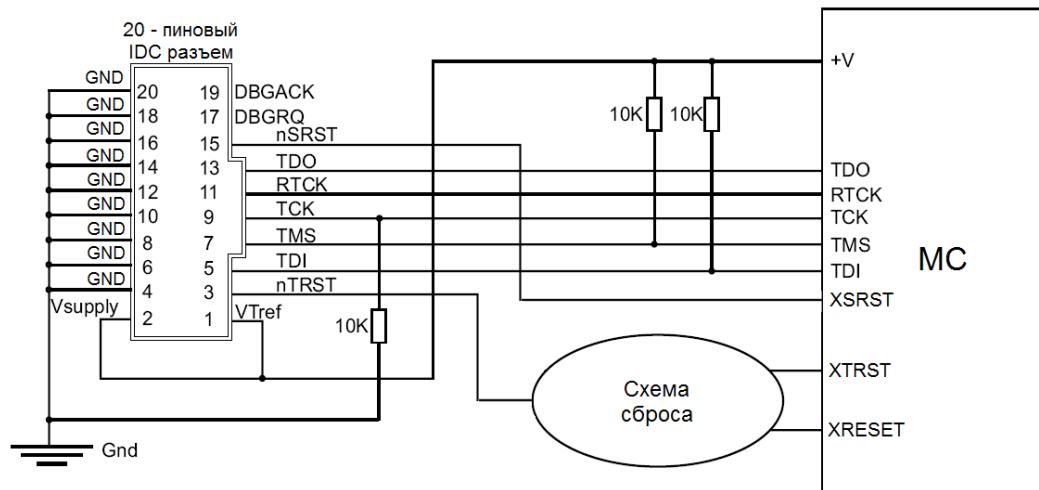 20 - пиновый
IDC разъем
+V
GND 20 19 DBGACK
GND 18 17 DBGRQ
GND 16 15 nSRST
GND 14 13 TDO TDO
GND 12 11 RTCK RTCK
GND 10 9 TCK TCK
GND 8 7 TMS TMS
GND 6 5 TDI TDI
GND 4 3 nTRST
Vsupply 2 1 VTref
10K 10K
10K
MC
XSRST
XTRST
XRESET
Схема
сброса
Gnd